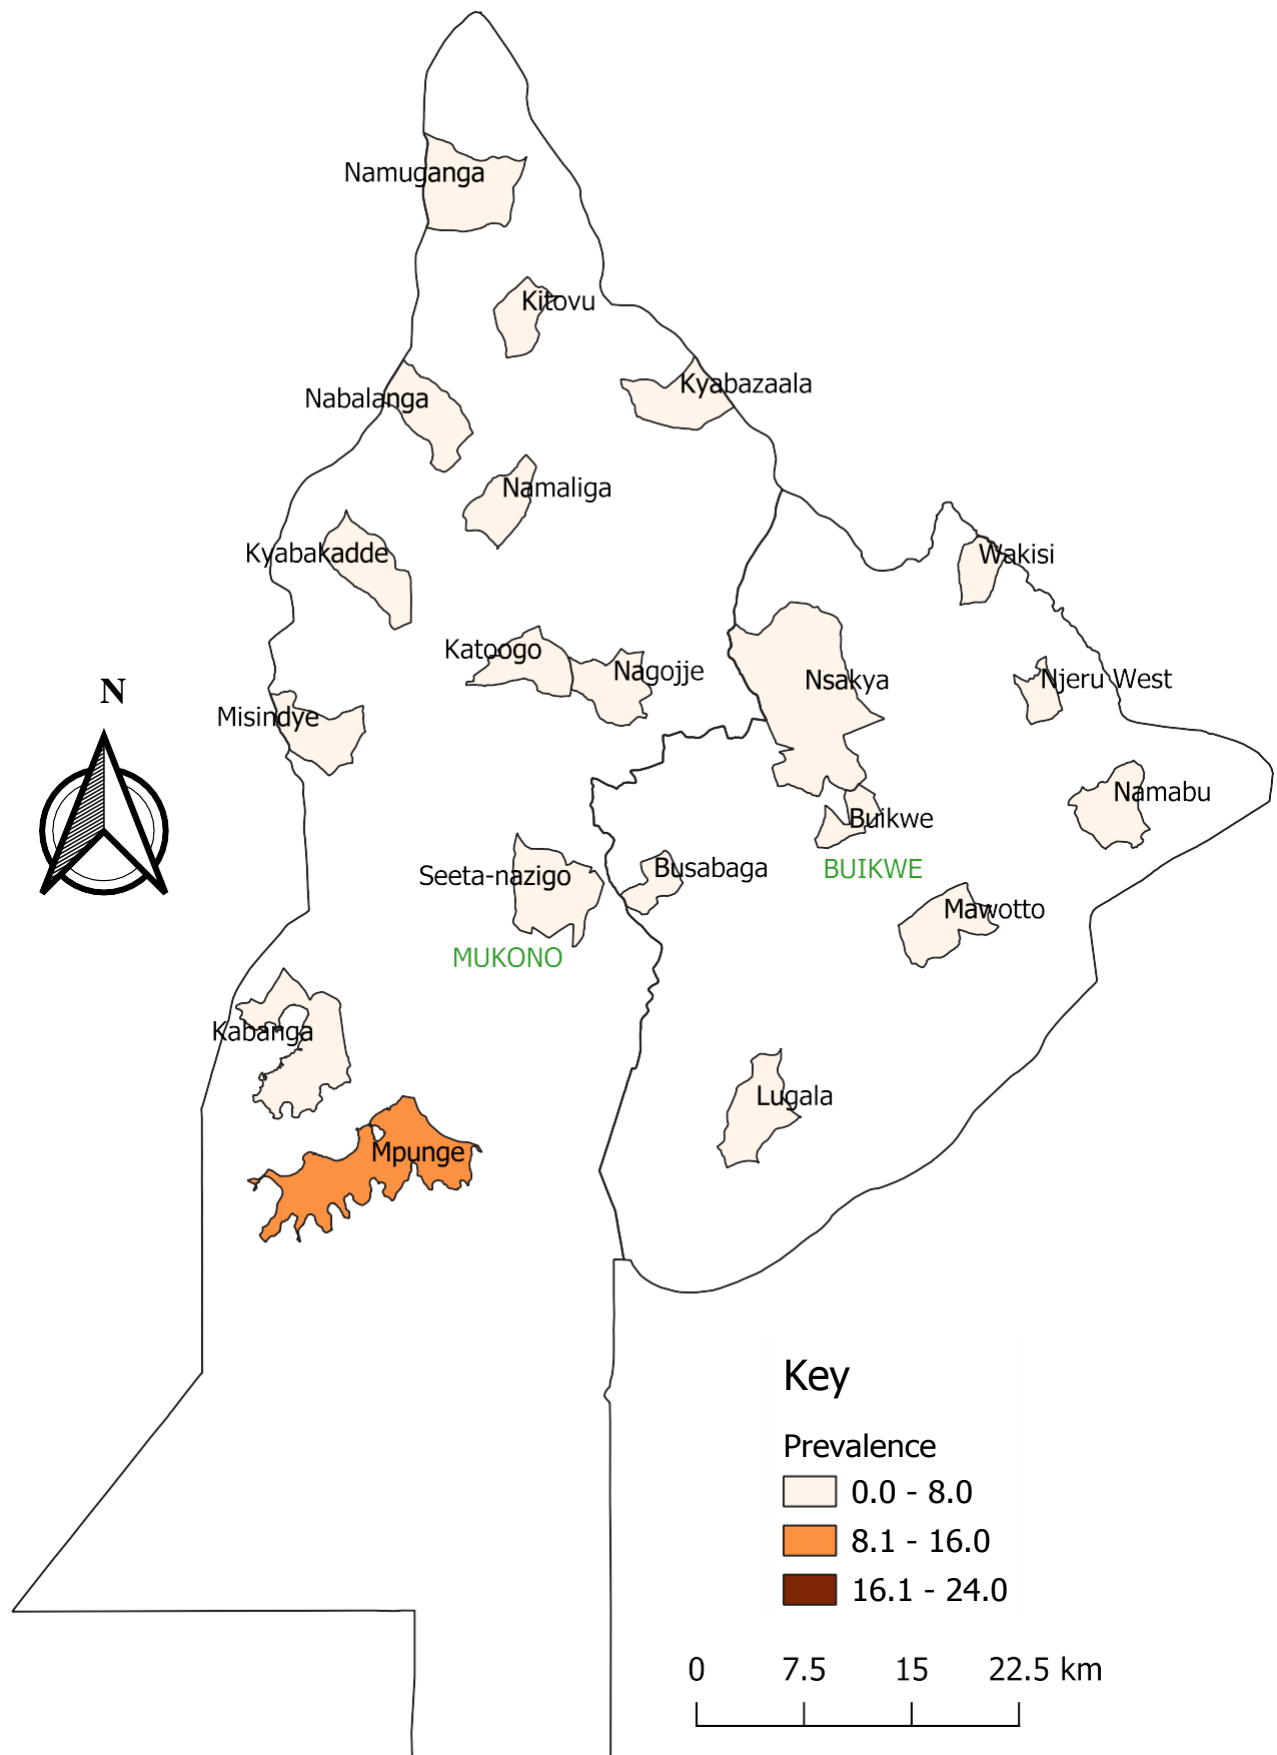 Namuganga
Kitovu
Kyabazaala
Nabalanga
Namaliga
Kyabakadde
Wakisi
Katoogo
Nagojje
Nsakya
Njeru West
N
Misindye
Namabu
Buikwe
Seeta-nazigo
Busabaga
BUIKWE
Mawotto
MUKONO
Kabanga
Lugala
Mpunge
Key
Prevalence
0.0 - 8.0
8.1 - 16.0
16.1 - 24.0
0 7.5 15 22.5 km